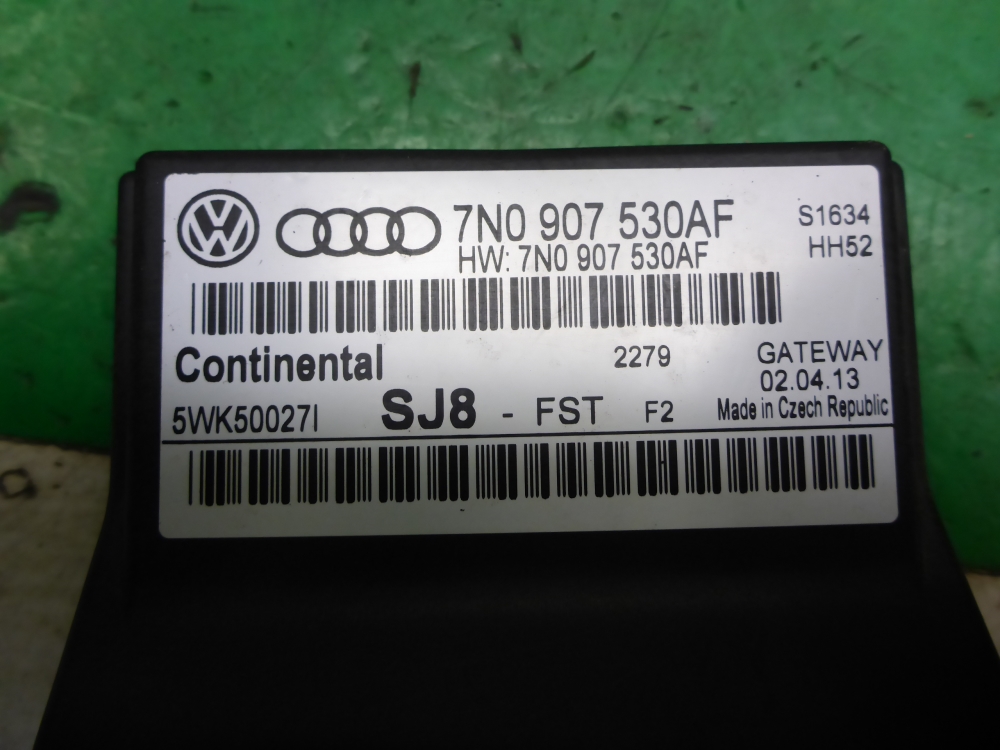 7N0 907 530AF S1634
HW: 7N0 907 530AF HH52
Continental 2279 GATEWAY
02.04.13
5WK50027I SJ8 - FST F2 Made in Czech Republic